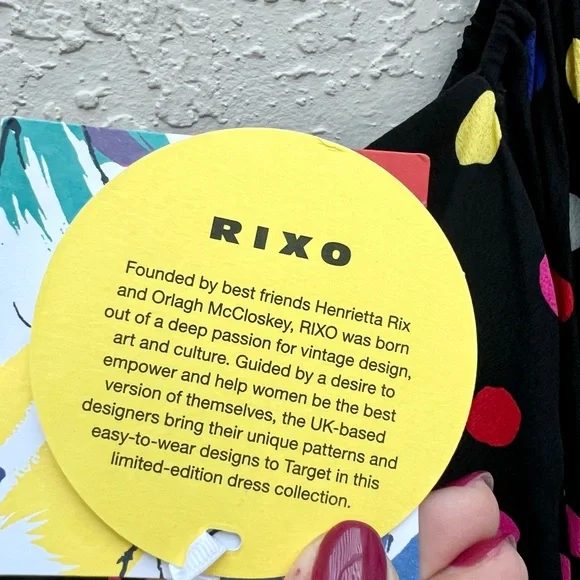 RIXO
Founded by best friends Henrietta Rix
and Orlagh McCloskey, RIXO was born
out of a deep passion for vintage design,
art and culture. Guided by a desire to
empower and help women be the best
version of themselves, the UK-based
designers bring their unique patterns and
easy-to-wear designs to Target in this
limited-edition dress collection.